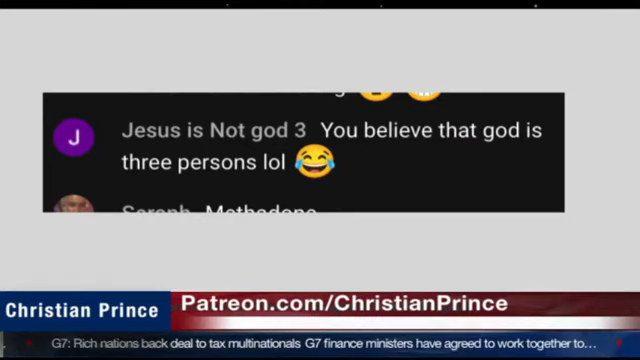 Jesus is Not god 3 You believe that god is
three persons lol 😂
Methadone
Christian Prince
Patreon.com/ChristianPrince
G7: Rich nations back deal to tax multinationals G7 finance ministers have agreed to work together to...